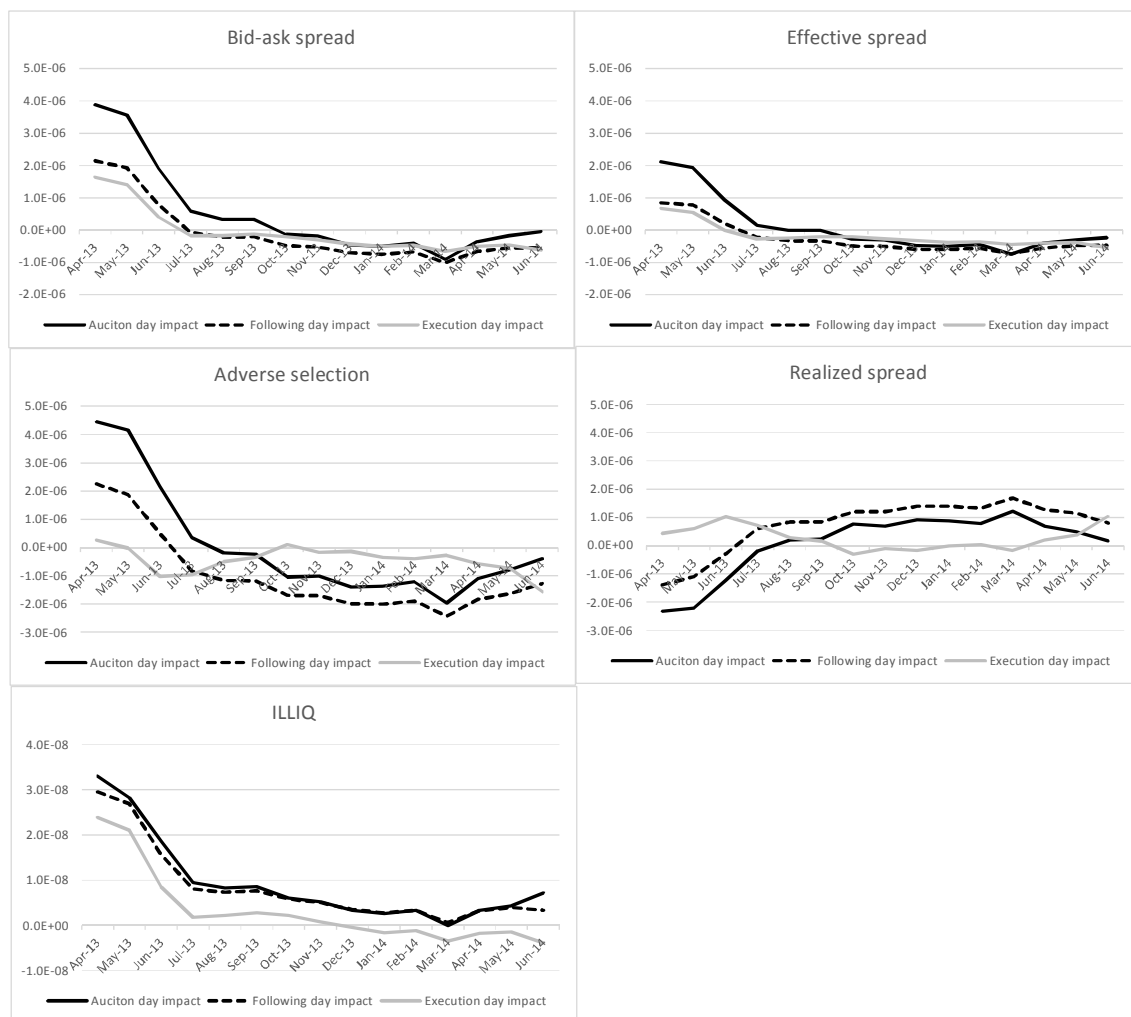 Bid-ask spread
5.0E-06
4.0E-06
3.0E-06
2.0E-06
1.0E-06
0.0E+00
-1.0E-06
-2.0E-06
Apr-13 May-13 Jun-13 Jul-13 Aug-13 Sep-13 Oct-13 Nov-13 Dec-13 Jan-14 Feb-14 Mar-14 Apr-14 May-14 Jun-14
Auciton day impact Following day impact Execution day impact
Effective spread
5.0E-06
4.0E-06
3.0E-06
2.0E-06
1.0E-06
0.0E+00
-1.0E-06
-2.0E-06
Apr-13 May-13 Jun-13 Jul-13 Aug-13 Sep-13 Oct-13 Nov-13 Dec-13 Jan-14 Feb-14 Mar-14 Apr-14 May-14 Jun-14
Auciton day impact Following day impact Execution day impact
Adverse selection
5.0E-06
4.0E-06
3.0E-06
2.0E-06
1.0E-06
0.0E+00
-1.0E-06
-2.0E-06
-3.0E-06
Apr-13 May-13 Jun-13 Jul-13 Aug-13 Sep-13 Oct-13 Nov-13 Dec-13 Jan-14 Feb-14 Mar-14 Apr-14 May-14 Jun-14
Auciton day impact Following day impact Execution day impact
Realized spread
5.0E-06
4.0E-06
3.0E-06
2.0E-06
1.0E-06
0.0E+00
-1.0E-06
-2.0E-06
-3.0E-06
Apr-13 May-13 Jun-13 Jul-13 Aug-13 Sep-13 Oct-13 Nov-13 Dec-13 Jan-14 Feb-14 Mar-14 Apr-14 May-14 Jun-14
Auciton day impact Following day impact Execution day impact
ILLIQ
4.0E-08
3.0E-08
2.0E-08
1.0E-08
0.0E+00
-1.0E-08
Apr-13 May-13 Jun-13 Jul-13 Aug-13 Sep-13 Oct-13 Nov-13 Dec-13 Jan-14 Feb-14 Mar-14 Apr-14 May-14 Jun-14
Auciton day impact Following day impact Execution day impact